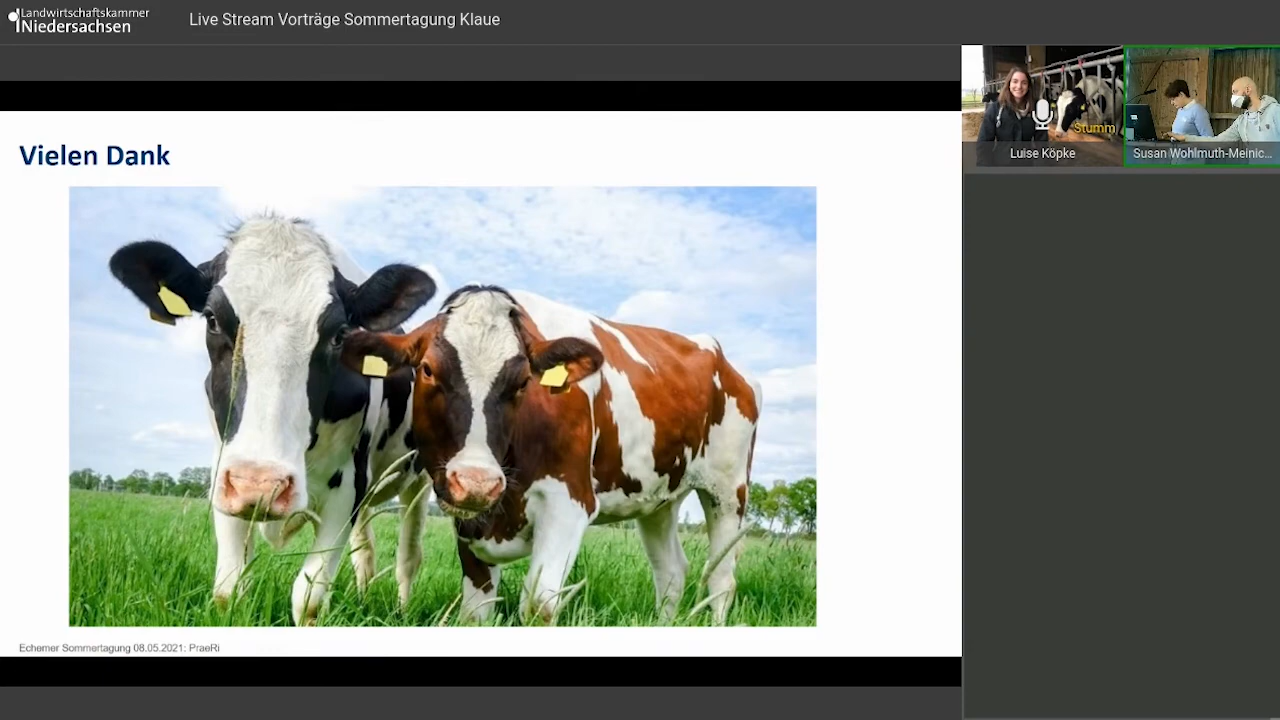 Landwirtschaftskammer
Niedersachsen
Live Stream Vorträge Sommertagung Klaue
Stumm
Luise Köpke
Susan Wohlmuth-Meinic...
Vielen Dank
Echemer Sommertagung 08.05.2021: PraeRi